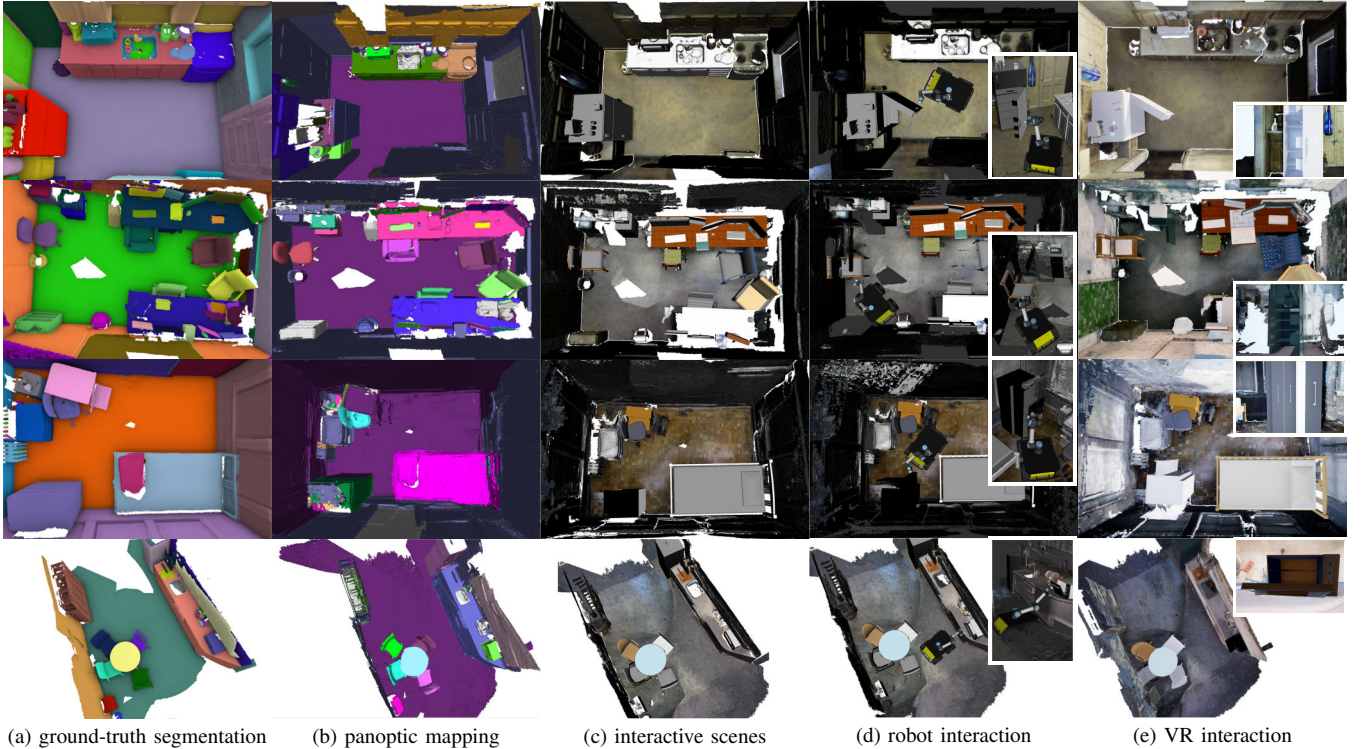 (a) ground-truth segmentation (b) panoptic mapping (c) interactive scenes (d) robot interaction (e) VR interaction